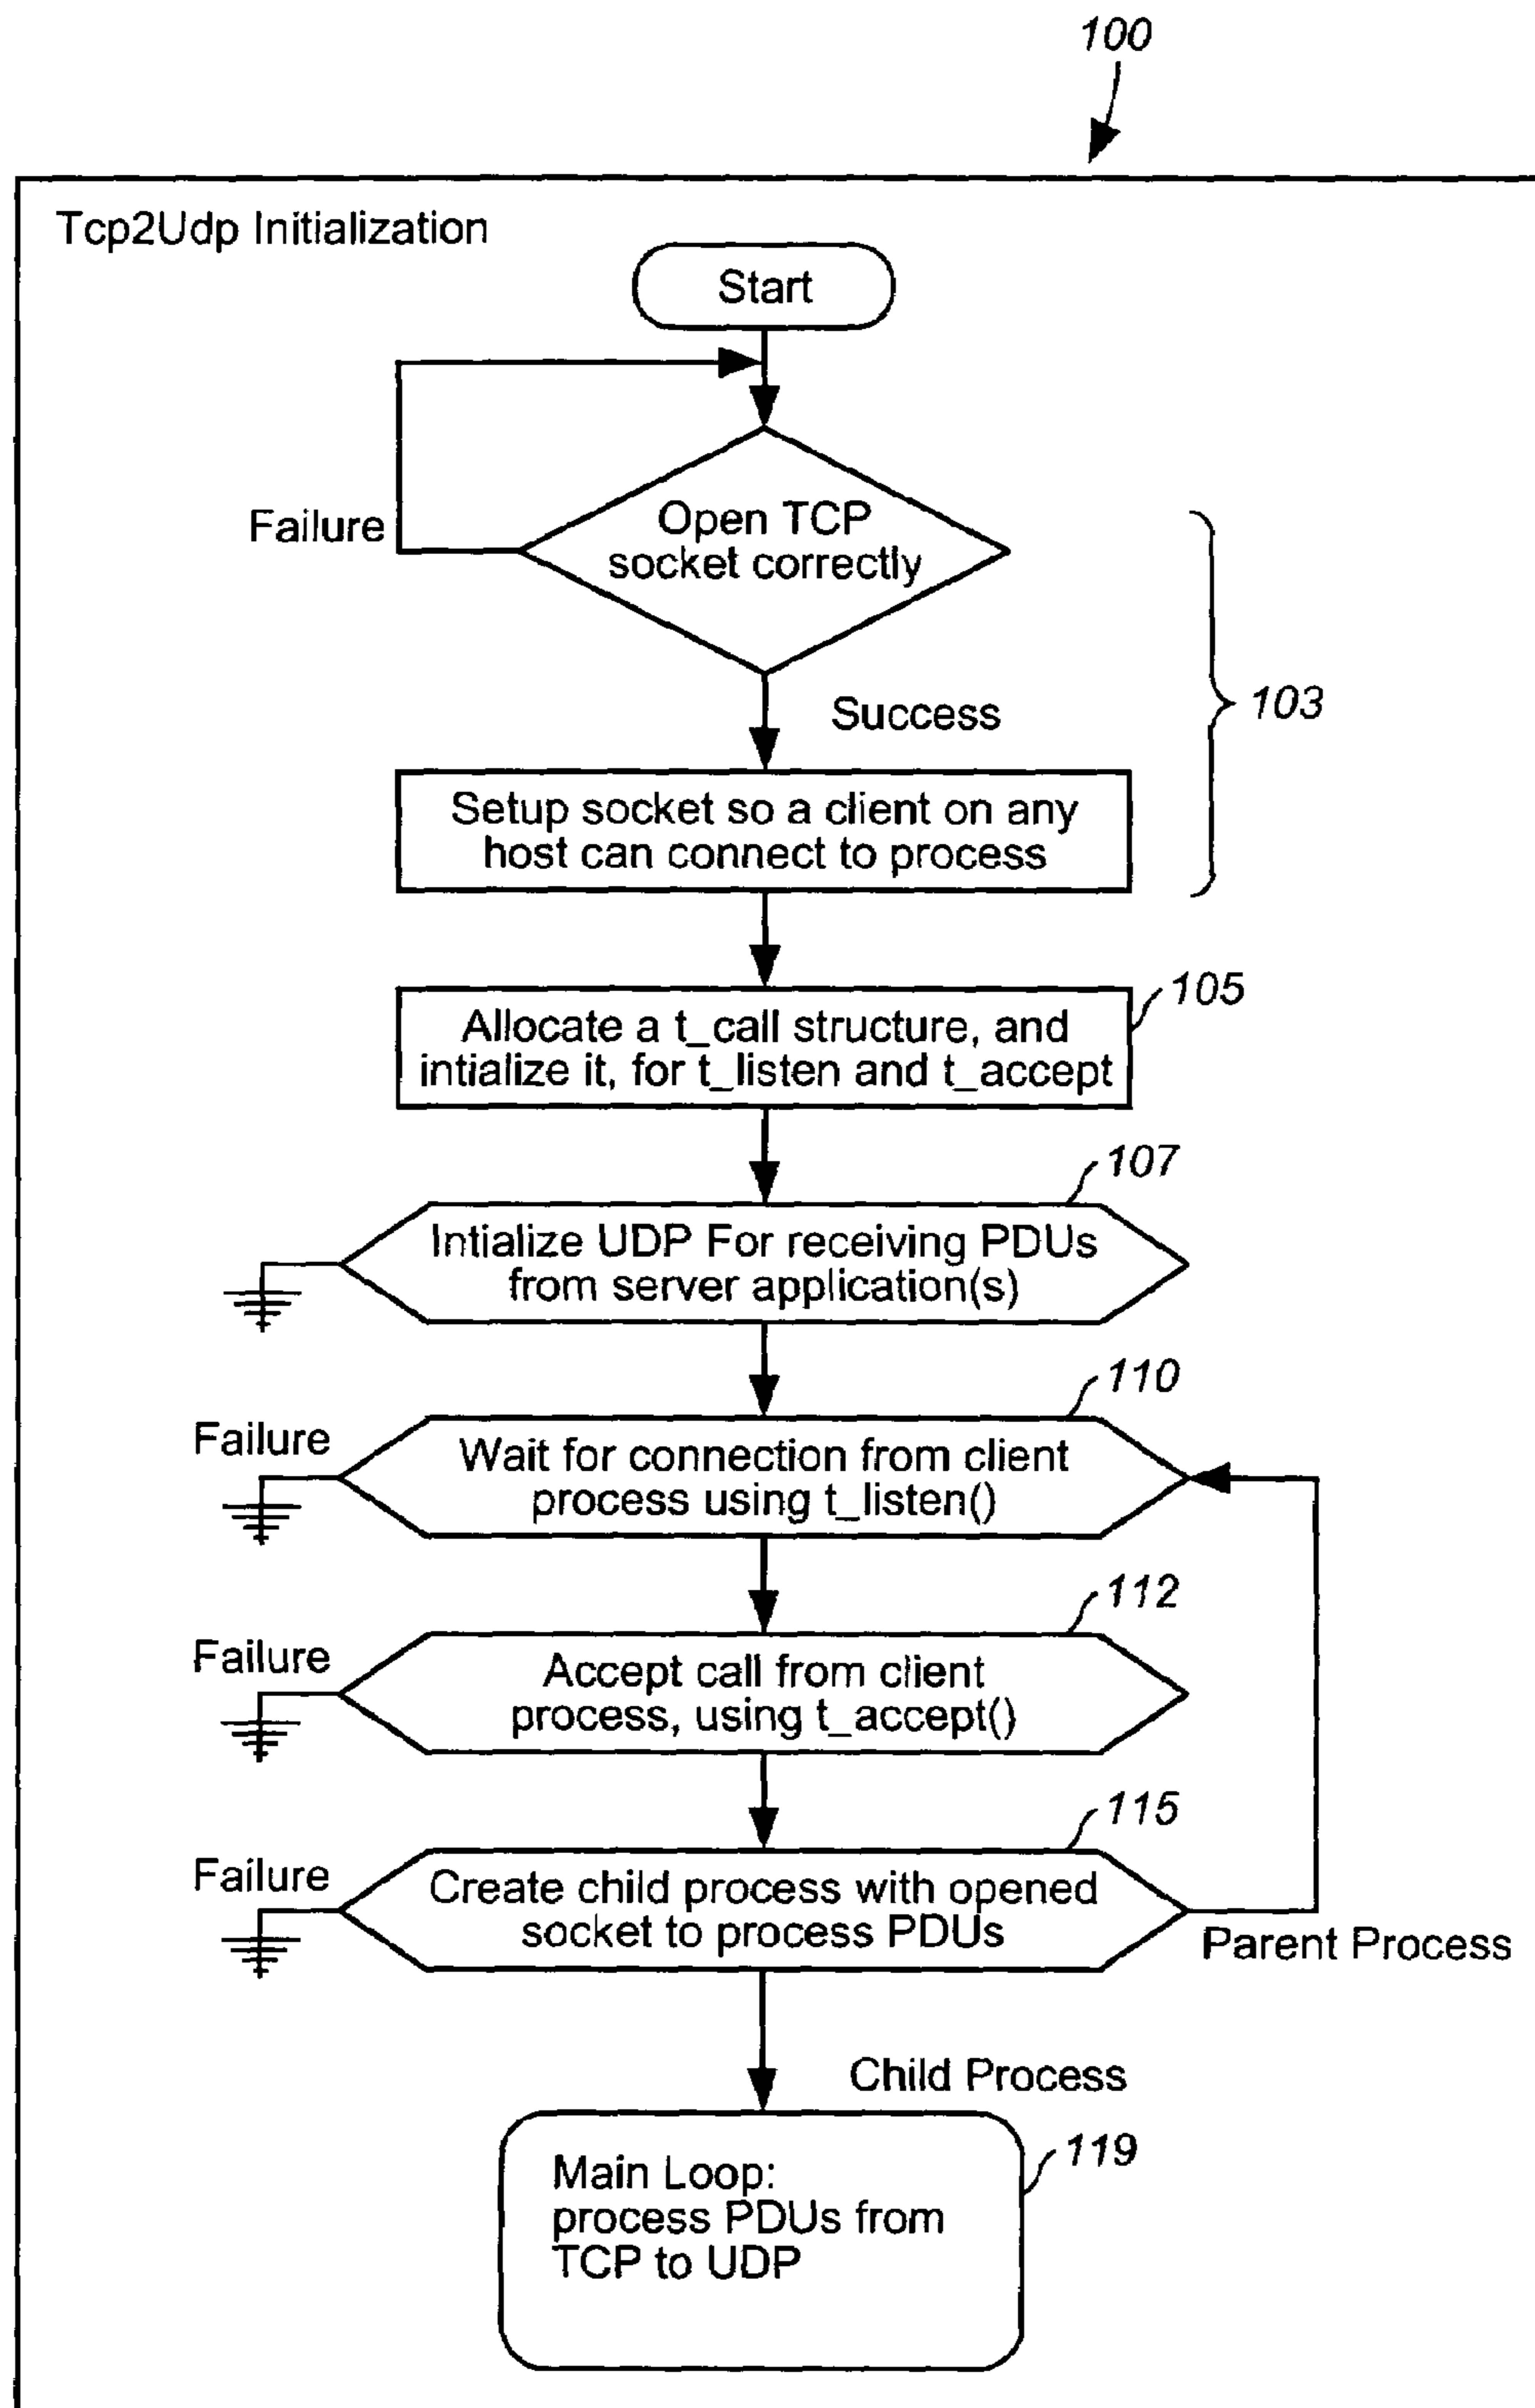 100
Tcp2Udp Initialization
Start
Failure
Open TCP
socket correctly
Success
103
Setup socket so a client on any
host can connect to process
105
Allocate a t_call structure, and
intialize it, for t_listen and t_accept
107
Intialize UDP For receiving PDUs
from server application(s)
110
Failure
Wait for connection from client
process using t_listen()
112
Failure
Accept call from client
process, using t_accept()
115
Failure
Create child process with opened
socket to process PDUs
Parent Process
Child Process
119
Main Loop:
process PDUs from
TCP to UDP